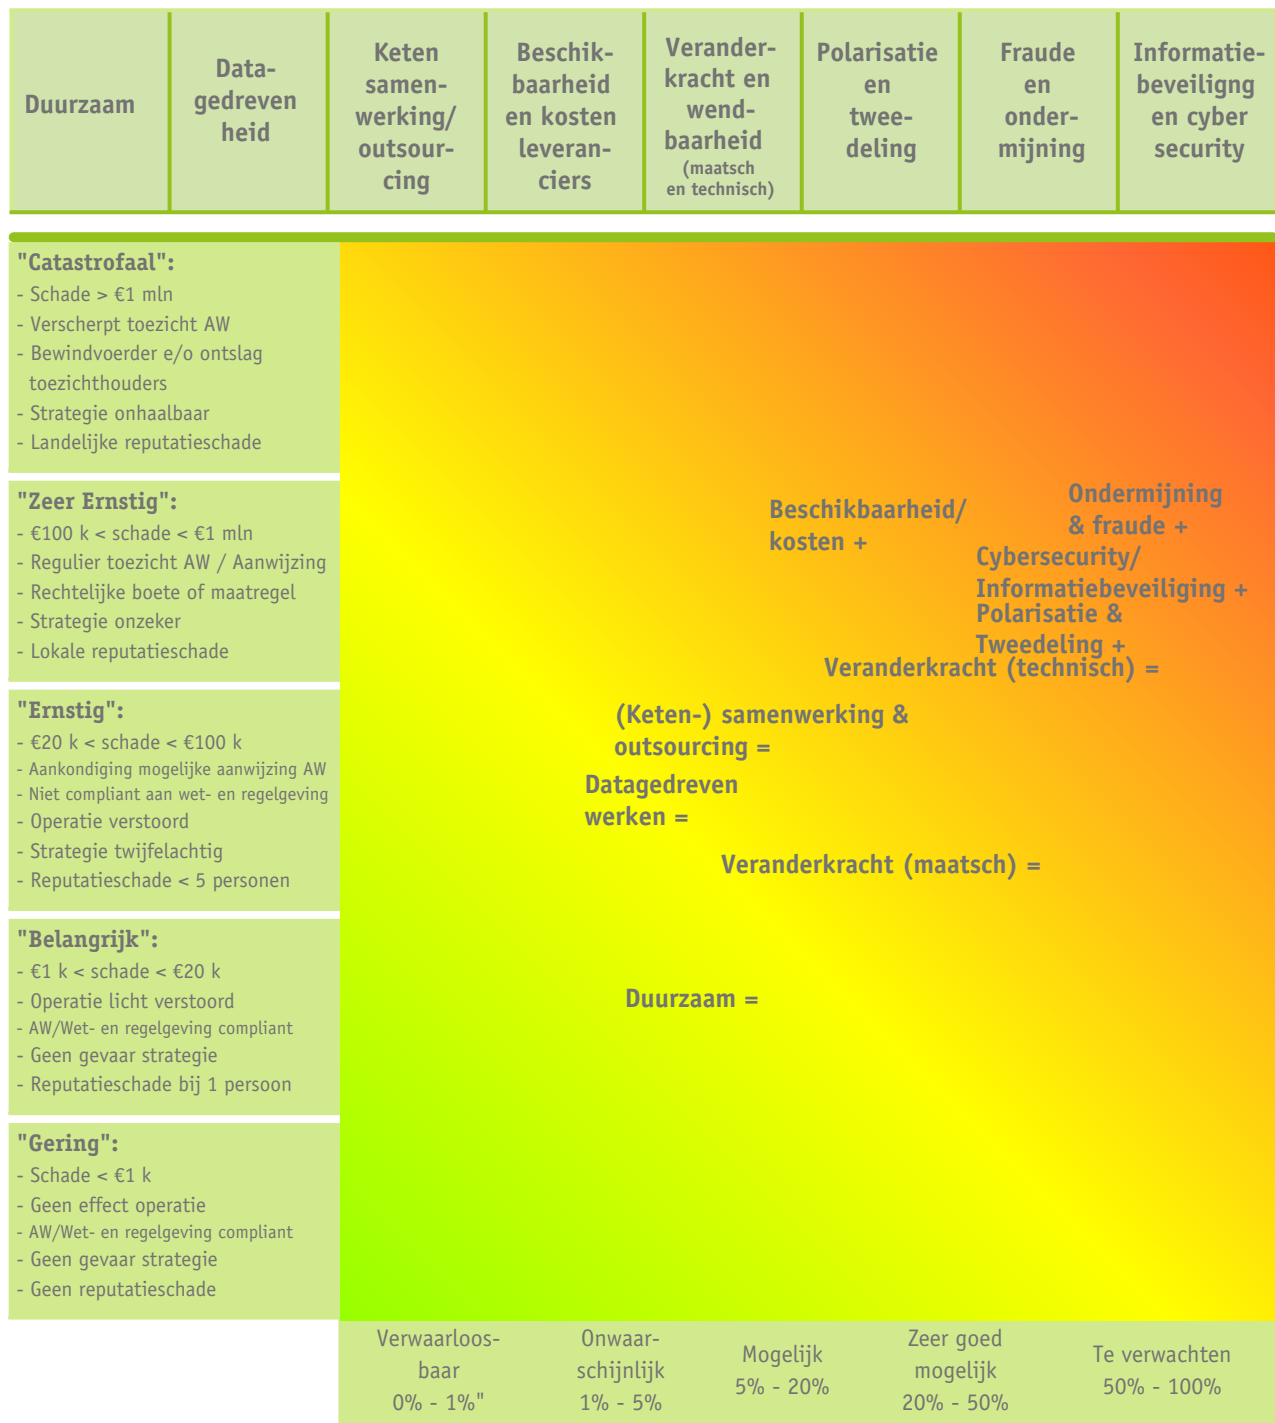 Duurzaam
Data-
gedreven
heid
Keten
samen-
werking/
outsour-
cing
Beschik-
baarheid
en kosten
leveran-
ciers
Verander-
kracht en
wend-
baarheid
(maatsch
en technisch)
Polarisatie
en
twee-
deling
Fraude
en
onder-
mijning
Informatie-
beveiligng
en cyber
security
"Catastrofaal":
- Schade > €1 mln
- Verscherpt toezicht AW
- Bewindvoerder e/o ontslag
toezichthouders
- Strategie onhaalbaar
- Landelijke reputatieschade
"Zeer Ernstig":
- €100 k < schade < €1 mln
- Regulier toezicht AW / Aanwijzing
- Rechtelijke boete of maatregel
- Strategie onzeker
- Lokale reputatieschade
"Ernstig":
- €20 k < schade < €100 k
- Aankondiging mogelijke aanwijzing AW
- Niet compliant aan wet- en regelgeving
- Operatie verstoord
- Strategie twijfelachtig
- Reputatieschade < 5 personen
"Belangrijk":
- €1 k < schade < €20 k
- Operatie licht verstoord
- AW/Wet- en regelgeving compliant
- Geen gevaar strategie
- Reputatieschade bij 1 persoon
"Gering":
- Schade < €1 k
- Geen effect operatie
- AW/Wet- en regelgeving compliant
- Geen gevaar strategie
- Geen reputatieschade
Beschikbaarheid/
kosten +
Ondermijning
& fraude +
Cybersecurity/
Informatiebeveiliging +
Polarisatie &
Tweedeling +
Veranderkracht (technisch) =
(Keten-) samenwerking &
outsourcing =
Datagedreven
werken =
Veranderkracht (maatsch) =
Duurzaam =
Verwaarloos-
baar
0% - 1%"
Onwaar-
schijnlijk
1% - 5%
Mogelijk
5% - 20%
Zeer goed
mogelijk
20% - 50%
Te verwachten
50% - 100%